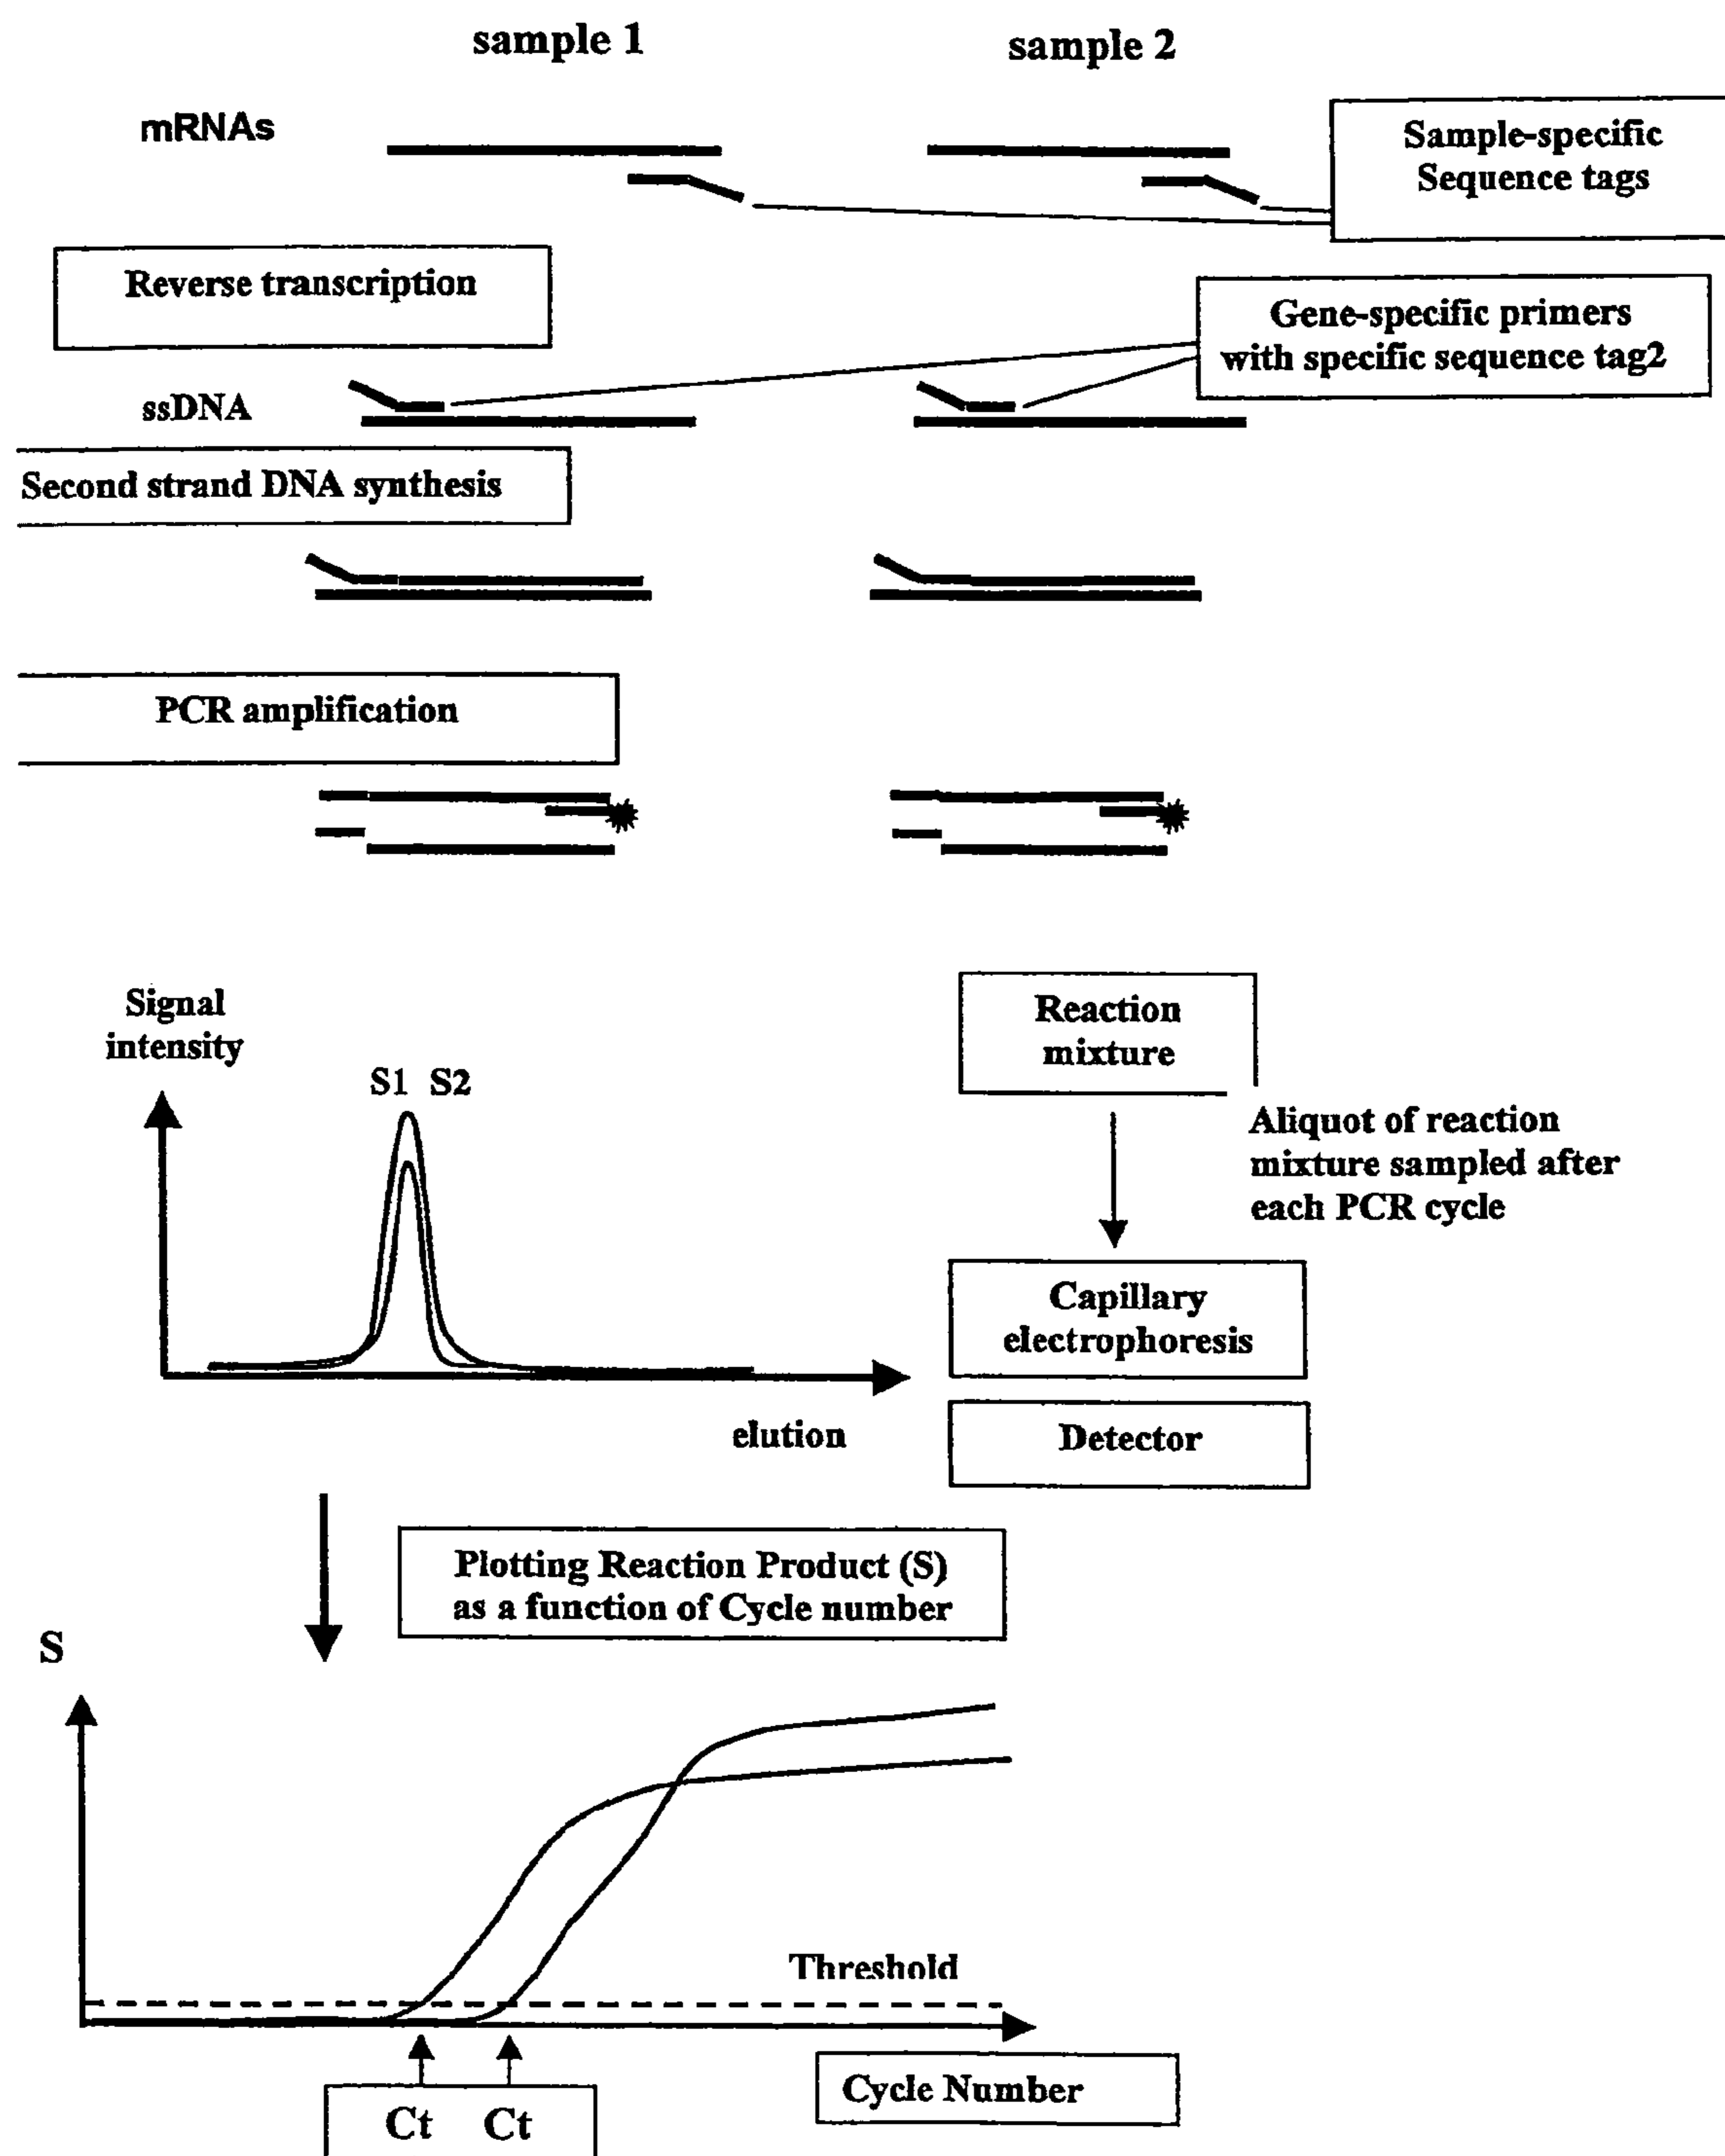 sample 1
sample 2
mRNAs
Sample-specific
Sequence tags
Reverse transcription
Gene-specific primers
with specific sequence tag2
ssDNA
Second strand DNA synthesis
PCR amplification
Signal
intensity
S1 S2
Reaction
mixture
Aliquot of reaction
mixture sampled after
each PCR cycle
Capillary
electrophoresis
elution
Detector
Plotting Reaction Product (S)
as a function of Cycle number
S
Threshold
Cycle Number
Ct Ct